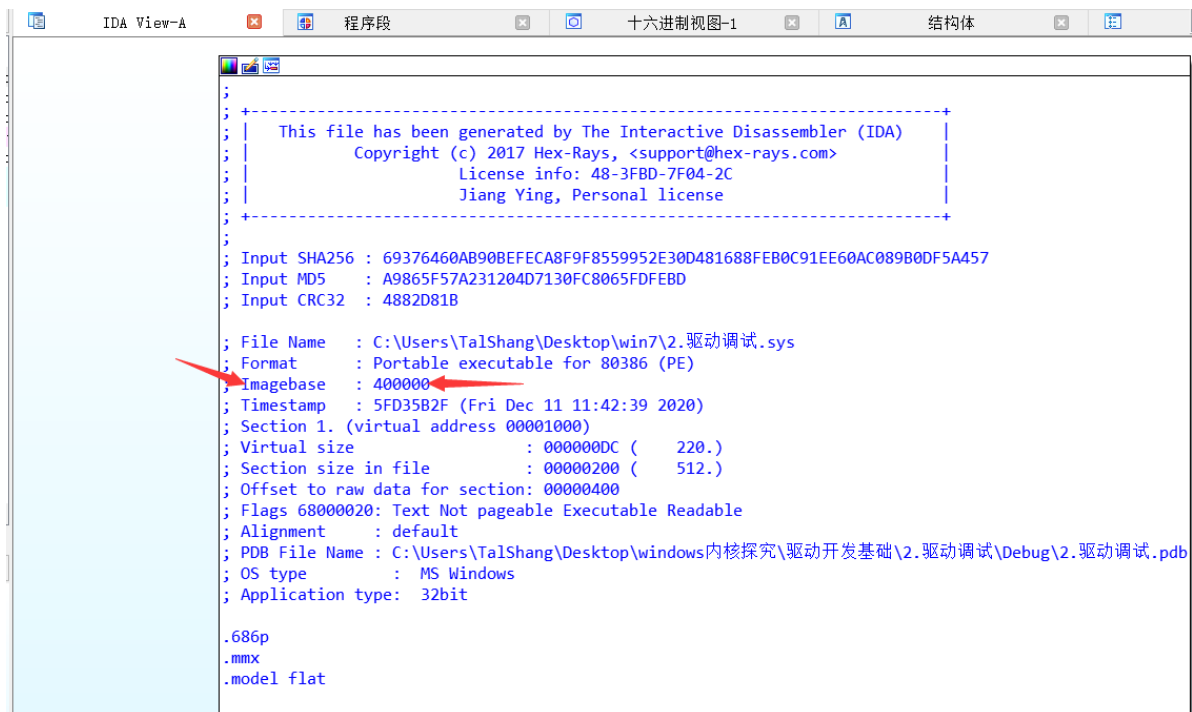 IDA View-A 程序段 十六进制视图-1 结构体
;
; +-------------------------------------------------------------------------+
; | This file has been generated by The Interactive Disassembler (IDA) |
; | Copyright (c) 2017 Hex-Rays, <support@hex-rays.com> |
; | License info: 48-3FBD-7F04-2C |
; | Jiang Ying, Personal license |
; +-------------------------------------------------------------------------+
;
; Input SHA256 : 69376460AB90BEFECA8F9F8559952E30D481688FEB0C91EE60AC089B0DF5A457
; Input MD5 : A9865F57A231204D7130FC8065FDFEBD
; Input CRC32 : 4882D81B
; File Name : C:\Users\TalShang\Desktop\win7\2.驱动调试.sys
; Format : Portable executable for 80386 (PE)
; Imagebase : 400000
; Timestamp : 5FD35B2F (Fri Dec 11 11:42:39 2020)
; Section 1. (virtual address 00001000)
; Virtual size : 000000DC ( 220.)
; Section size in file : 00000200 ( 512.)
; Offset to raw data for section: 00000400
; Flags 68000020: Text Not pageable Executable Readable
; Alignment : default
; PDB File Name : C:\Users\TalShang\Desktop\windows内核探究\驱动开发基础\2.驱动调试\Debug\2.驱动调试.pdb
; OS type : MS Windows
; Application type: 32bit
.686p
.mmx
.model flat